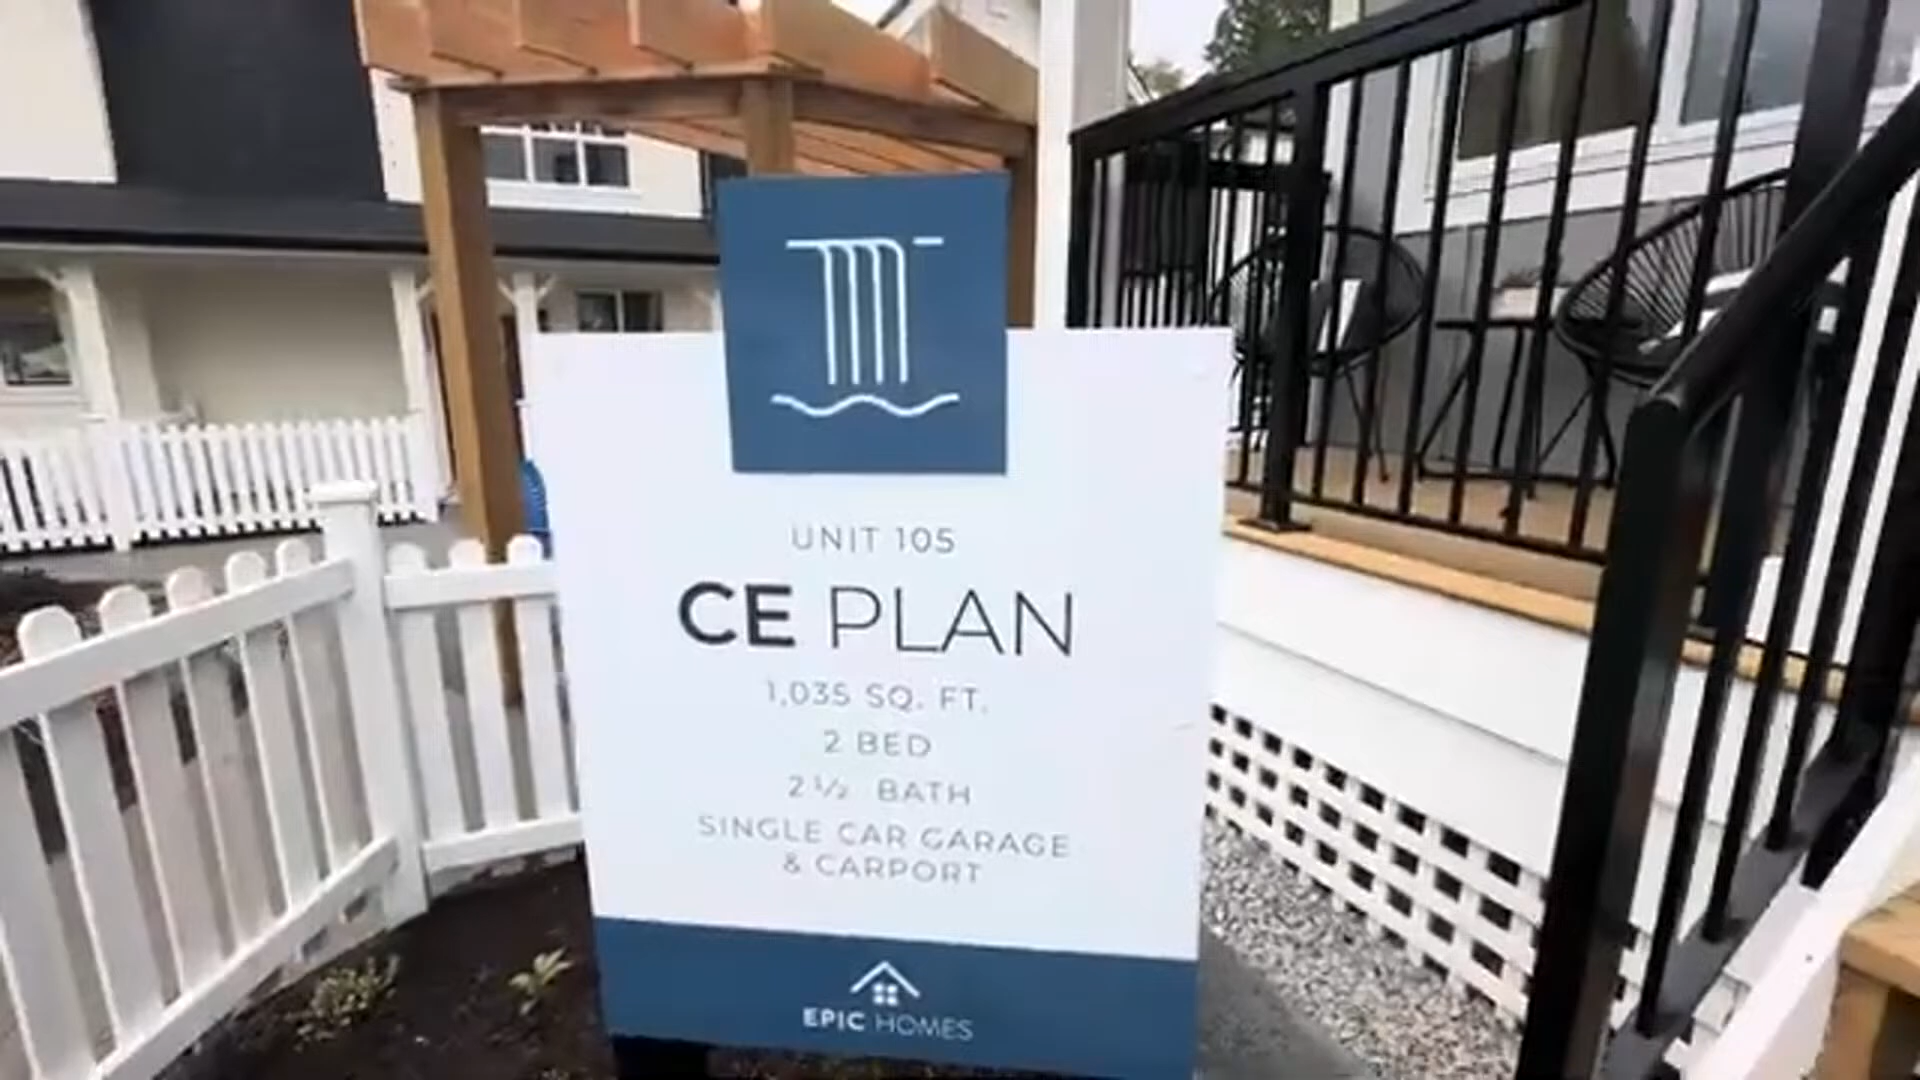 UNIT 105
CE PLAN
1,035 SQ. FT.
2 BED
2 ½ BATH
SINGLE CAR GARAGE
& CARPORT
EPIC HOMES